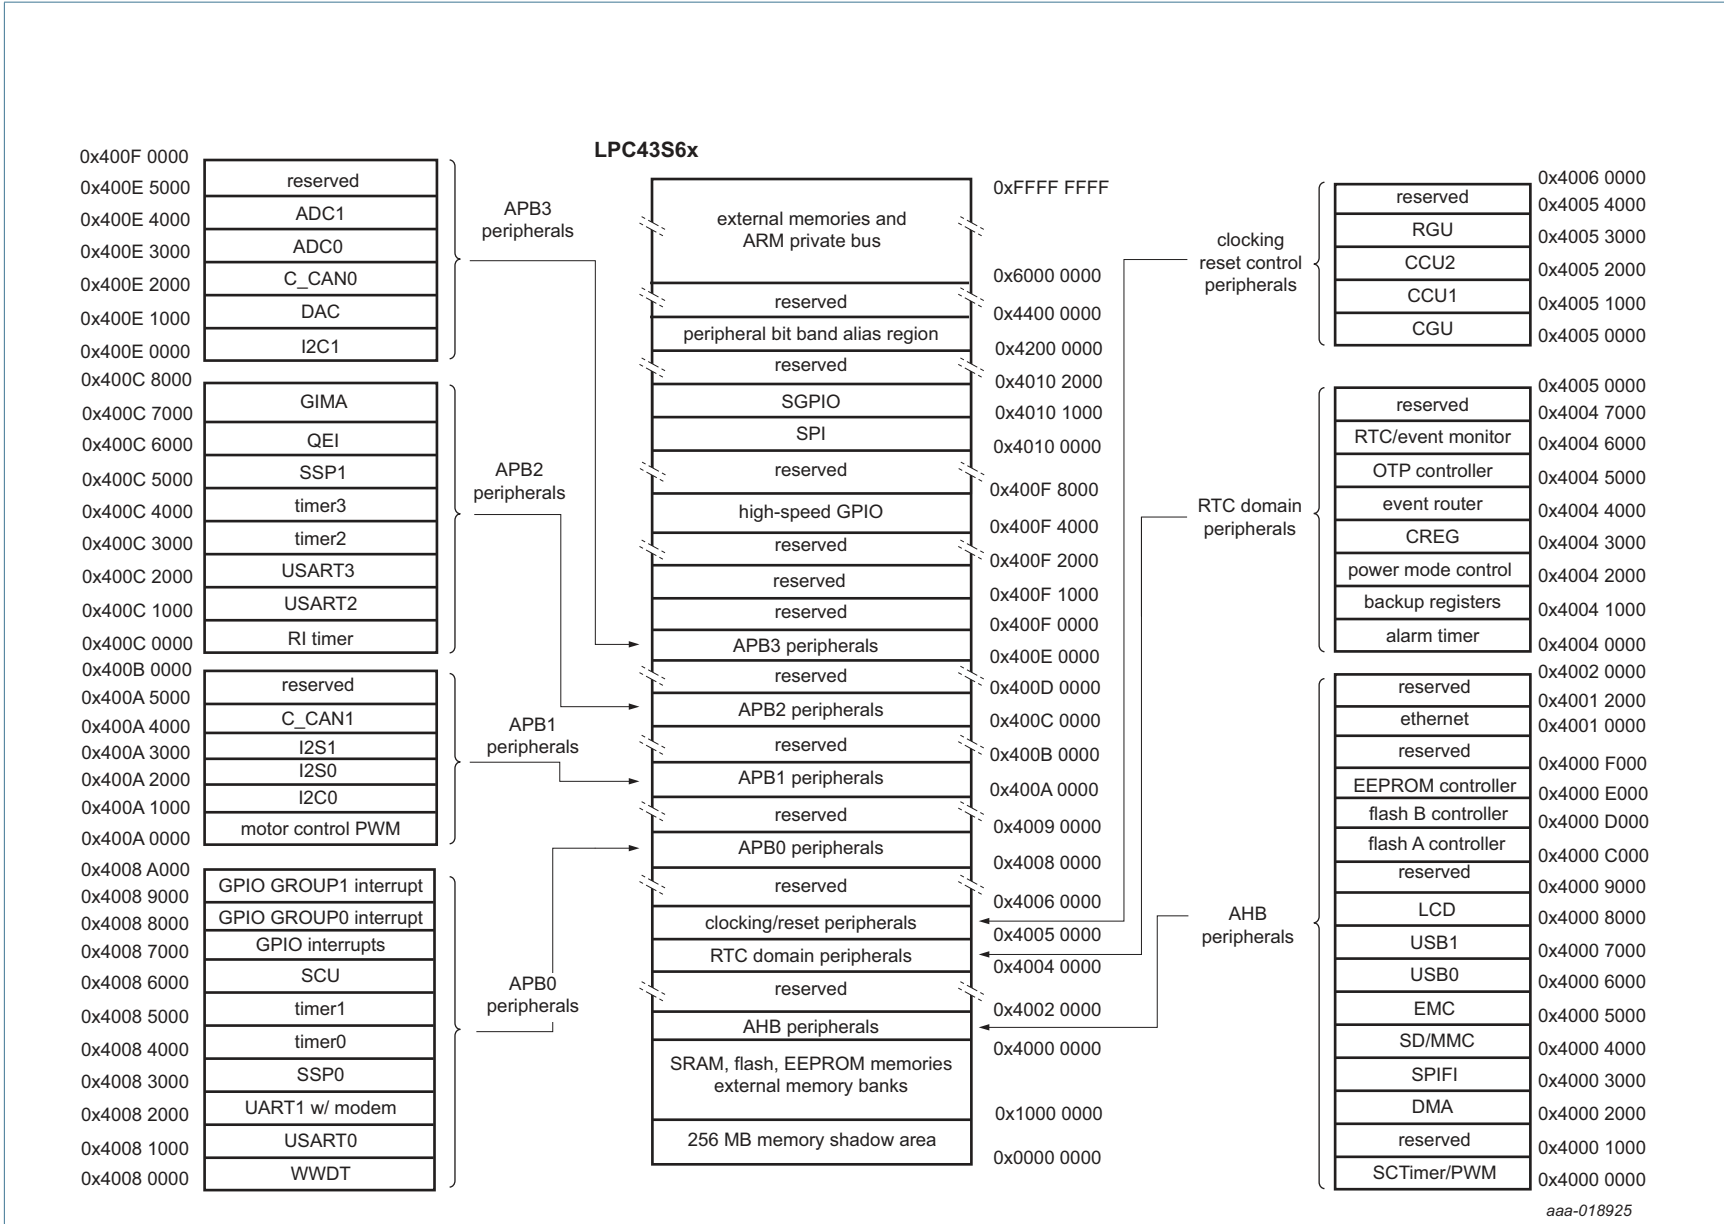 LPC43S6x
0x400F 0000
reserved
0x400E 5000
ADC1
0x400E 4000
ADC0
0x400E 3000
C_CAN0
0x400E 2000
DAC
0x400E 1000
I2C1
0x400E 0000
APB3
peripherals
0x400C 8000
GIMA
0x400C 7000
QEI
0x400C 6000
SSP1
0x400C 5000
timer3
0x400C 4000
timer2
0x400C 3000
USART3
0x400C 2000
USART2
0x400C 1000
RI timer
0x400C 0000
APB2
peripherals
0x400B 0000
reserved
0x400A 5000
C_CAN1
0x400A 4000
I2S1
0x400A 3000
I2S0
0x400A 2000
I2C0
0x400A 1000
motor control PWM
0x400A 0000
APB1
peripherals
0x4008 A000
GPIO GROUP1 interrupt
0x4008 9000
GPIO GROUP0 interrupt
0x4008 8000
GPIO interrupts
0x4008 7000
SCU
0x4008 6000
timer1
0x4008 5000
timer0
0x4008 4000
SSP0
0x4008 3000
UART1 w/ modem
0x4008 2000
USART0
0x4008 1000
WWDT
0x4008 0000
APB0
peripherals
0xFFFF FFFF
external memories and
ARM private bus
0x6000 0000
reserved
0x4400 0000
peripheral bit band alias region
0x4200 0000
reserved
0x4010 2000
SGPIO
0x4010 1000
SPI
0x4010 0000
reserved
0x400F 8000
high-speed GPIO
0x400F 4000
reserved
0x400F 2000
reserved
0x400F 1000
reserved
0x400F 0000
APB3 peripherals
0x400E 0000
reserved
0x400D 0000
APB2 peripherals
0x400C 0000
reserved
0x400B 0000
APB1 peripherals
0x400A 0000
reserved
0x4009 0000
APB0 peripherals
0x4008 0000
reserved
0x4006 0000
clocking/reset peripherals
0x4005 0000
RTC domain peripherals
0x4004 0000
reserved
0x4002 0000
AHB peripherals
0x4000 0000
SRAM, flash, EEPROM memories
external memory banks
0x1000 0000
256 MB memory shadow area
0x0000 0000
clocking
reset control
peripherals
0x4006 0000
reserved
0x4005 4000
RGU
0x4005 3000
CCU2
0x4005 2000
CCU1
0x4005 1000
CGU
0x4005 0000
RTC domain
peripherals
0x4005 0000
reserved
0x4004 7000
RTC/event monitor
0x4004 6000
OTP controller
0x4004 5000
event router
0x4004 4000
CREG
0x4004 3000
power mode control
0x4004 2000
backup registers
0x4004 1000
alarm timer
0x4004 0000
AHB
peripherals
0x4002 0000
reserved
0x4001 2000
ethernet
0x4001 0000
reserved
0x4000 F000
EEPROM controller
0x4000 E000
flash B controller
0x4000 D000
flash A controller
0x4000 C000
reserved
0x4000 9000
LCD
0x4000 8000
USB1
0x4000 7000
USB0
0x4000 6000
EMC
0x4000 5000
SD/MMC
0x4000 4000
SPIFI
0x4000 3000
DMA
0x4000 2000
reserved
0x4000 1000
SCTimer/PWM
0x4000 0000
aaa-018925